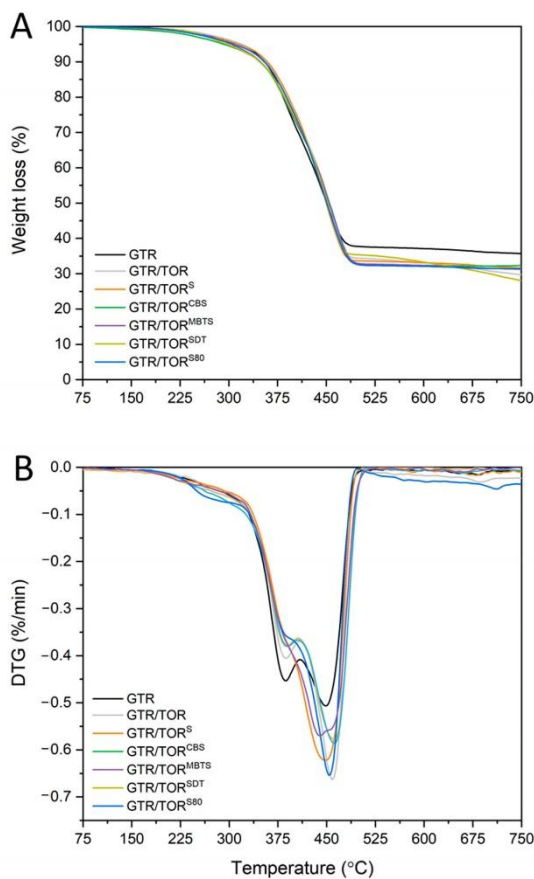 A
Weight loss (%)
100
90
80
70
60
50
40
30
20
10
0
GTR
GTR/TOR
GTR/TOR^S
GTR/TOR^CBS
GTR/TOR^MBTS
GTR/TOR^SDT
GTR/TOR^S80
75 150 225 300 375 450 525 600 675 750
B
DTG (%/min)
0.0
−0.1
−0.2
−0.3
−0.4
−0.5
−0.6
−0.7
GTR
GTR/TOR
GTR/TOR^S
GTR/TOR^CBS
GTR/TOR^MBTS
GTR/TOR^SDT
GTR/TOR^S80
75 150 225 300 375 450 525 600 675 750
Temperature (°C)